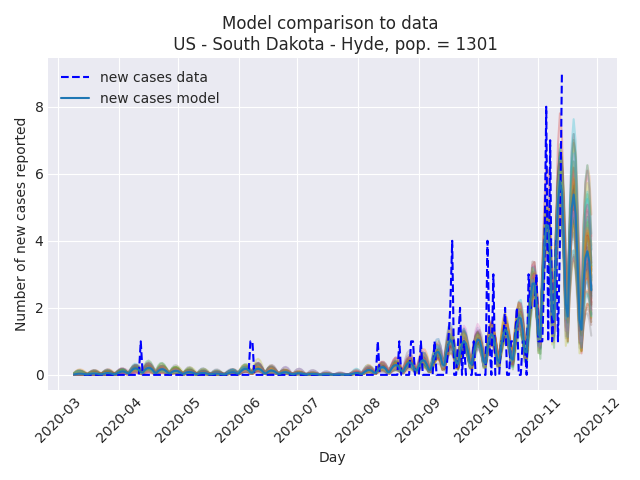 Model comparison to data
US - South Dakota - Hyde, pop. = 1301
new cases data
new cases model
Number of new cases reported
8
6
4
2
0
2020-03
2020-04
2020-05
2020-06
2020-07
2020-08
2020-09
2020-10
2020-11
2020-12
Day